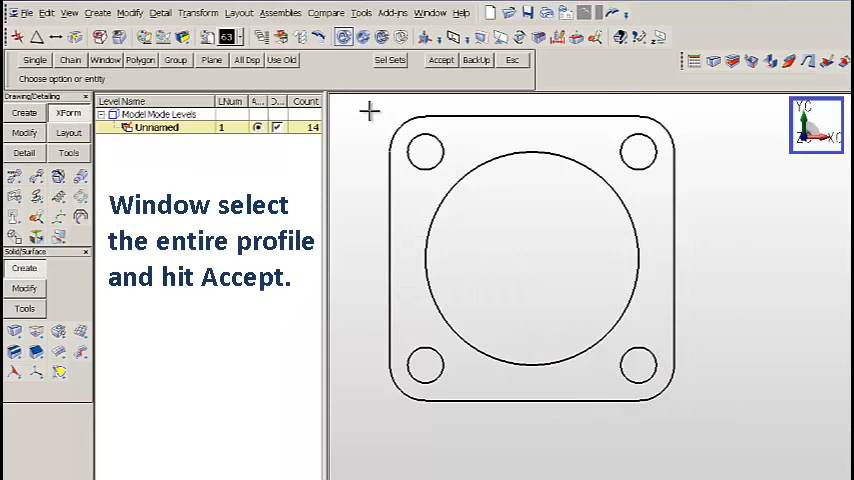 File Edit View Create Modify Detail Transform Layout Assemblies Compare Tools Add-ins Window Help
63
Single Chain Window Polygon Group Plane All Dsp Use Old Sel Sets Accept BackUp Esc
Choose option or entity
Drawing/Detailing
Create XForm
Modify Layout
Detail Tools
Solid/Surface
Create
Modify
Tools
Level Name LNum A... D... Count
Model Mode Levels
Unnamed 1 14
Window select
the entire profile
and hit Accept.
YC
ZC XC